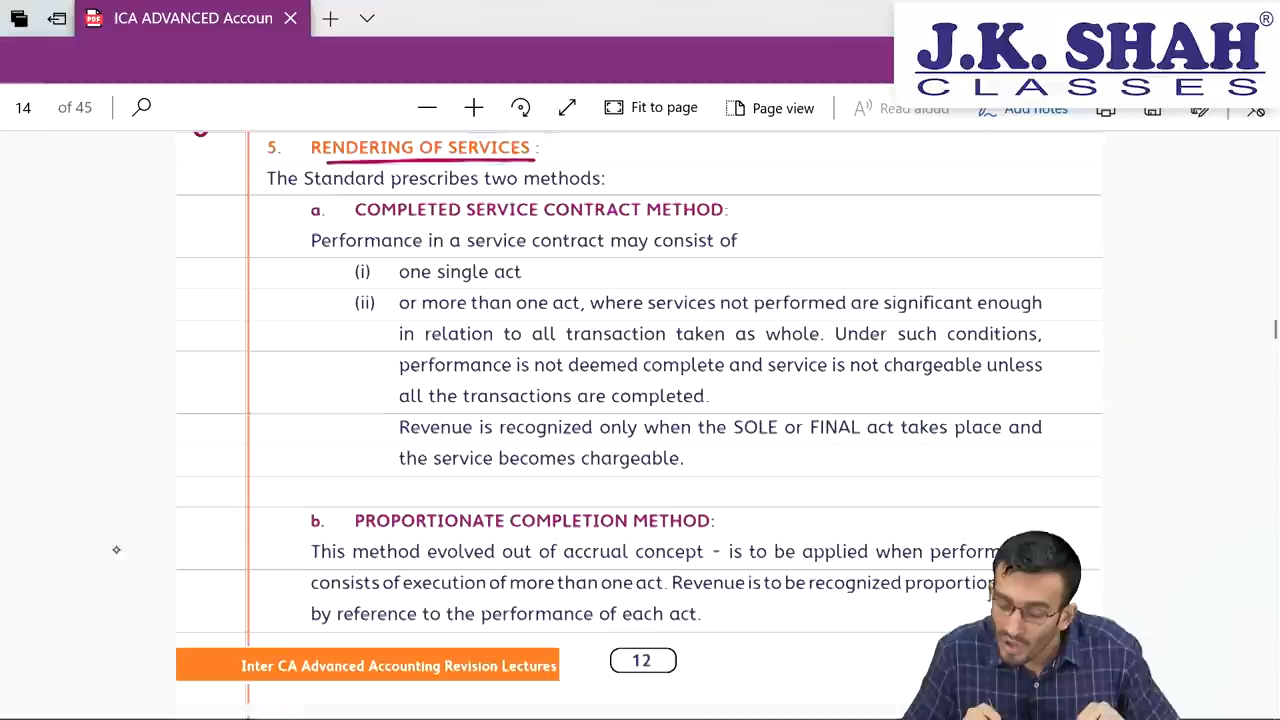 ICA ADVANCED Accoun
J.K. SHAH®
CLASSES
14 of 45
Fit to page
Page view
Read aloud
Add notes
5. RENDERING OF SERVICES :
The Standard prescribes two methods:
a. COMPLETED SERVICE CONTRACT METHOD:
Performance in a service contract may consist of
(i) one single act
(ii) or more than one act, where services not performed are significant enough
in relation to all transaction taken as whole. Under such conditions,
performance is not deemed complete and service is not chargeable unless
all the transactions are completed.
Revenue is recognized only when the SOLE or FINAL act takes place and
the service becomes chargeable.
b. PROPORTIONATE COMPLETION METHOD:
This method evolved out of accrual concept - is to be applied when perform
consists of execution of more than one act. Revenue is to be recognized proportio
by reference to the performance of each act.
Inter CA Advanced Accounting Revision Lectures
12